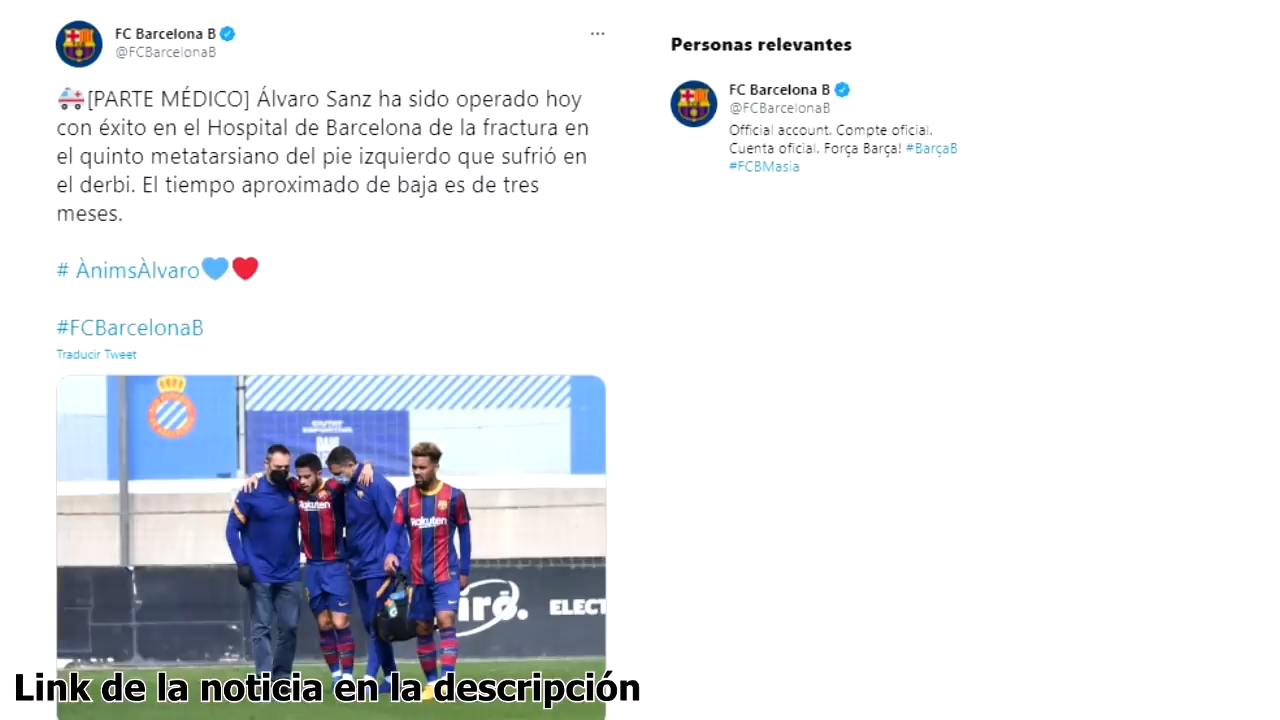 FC Barcelona B
@FCBarcelonaB
[PARTE MÉDICO] Álvaro Sanz ha sido operado hoy
con éxito en el Hospital de Barcelona de la fractura en
el quinto metatarsiano del pie izquierdo que sufrió en
el derbi. El tiempo aproximado de baja es de tres
meses.
# ÀnimsÀlvaro
#FCBarcelonaB
Traducir Tweet
CIUTAT
ESPORTIVA
DANI
Rakuten
Rakuten
ELECT
Link de la noticia en la descripción
Personas relevantes
FC Barcelona B
@FCBarcelonaB
Official account. Compte oficial.
Cuenta oficial. Força Barça! #BarçaB
#FCBMasia